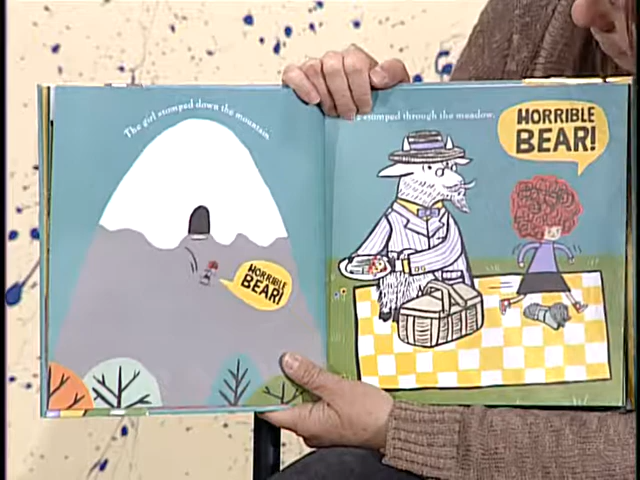 The girl stomped down the mountain.
HORRIBLE
BEAR!
stomped through the meadow.
HORRIBLE
BEAR!